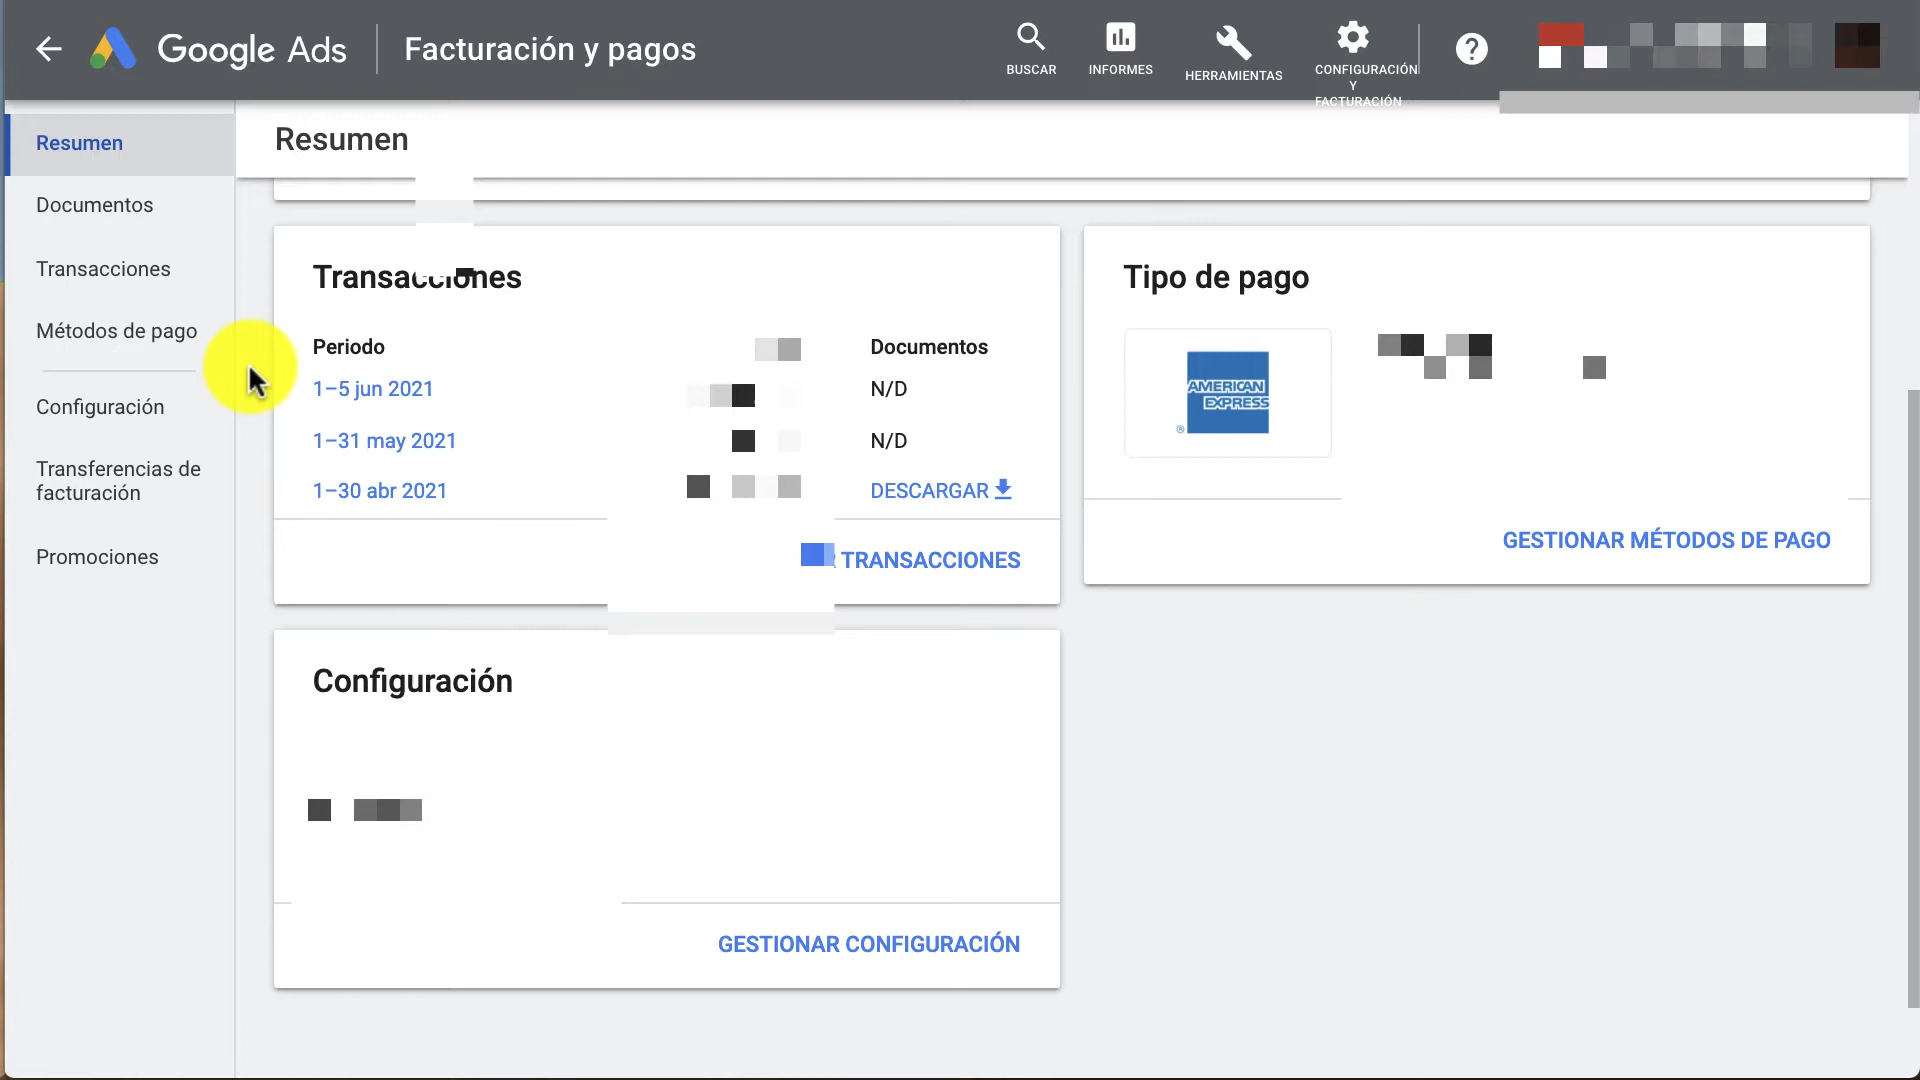 Google Ads
Facturación y pagos
BUSCAR
INFORMES
HERRAMIENTAS
CONFIGURACIÓN
Y
FACTURACIÓN
Resumen
Documentos
Transacciones
Métodos de pago
Configuración
Transferencias de
facturación
Promociones
Resumen
Transacciones
Periodo
Documentos
1–5 jun 2021
N/D
1–31 may 2021
N/D
1–30 abr 2021
DESCARGAR
TRANSACCIONES
Tipo de pago
AMERICAN
EXPRESS
®
GESTIONAR MÉTODOS DE PAGO
Configuración
GESTIONAR CONFIGURACIÓN